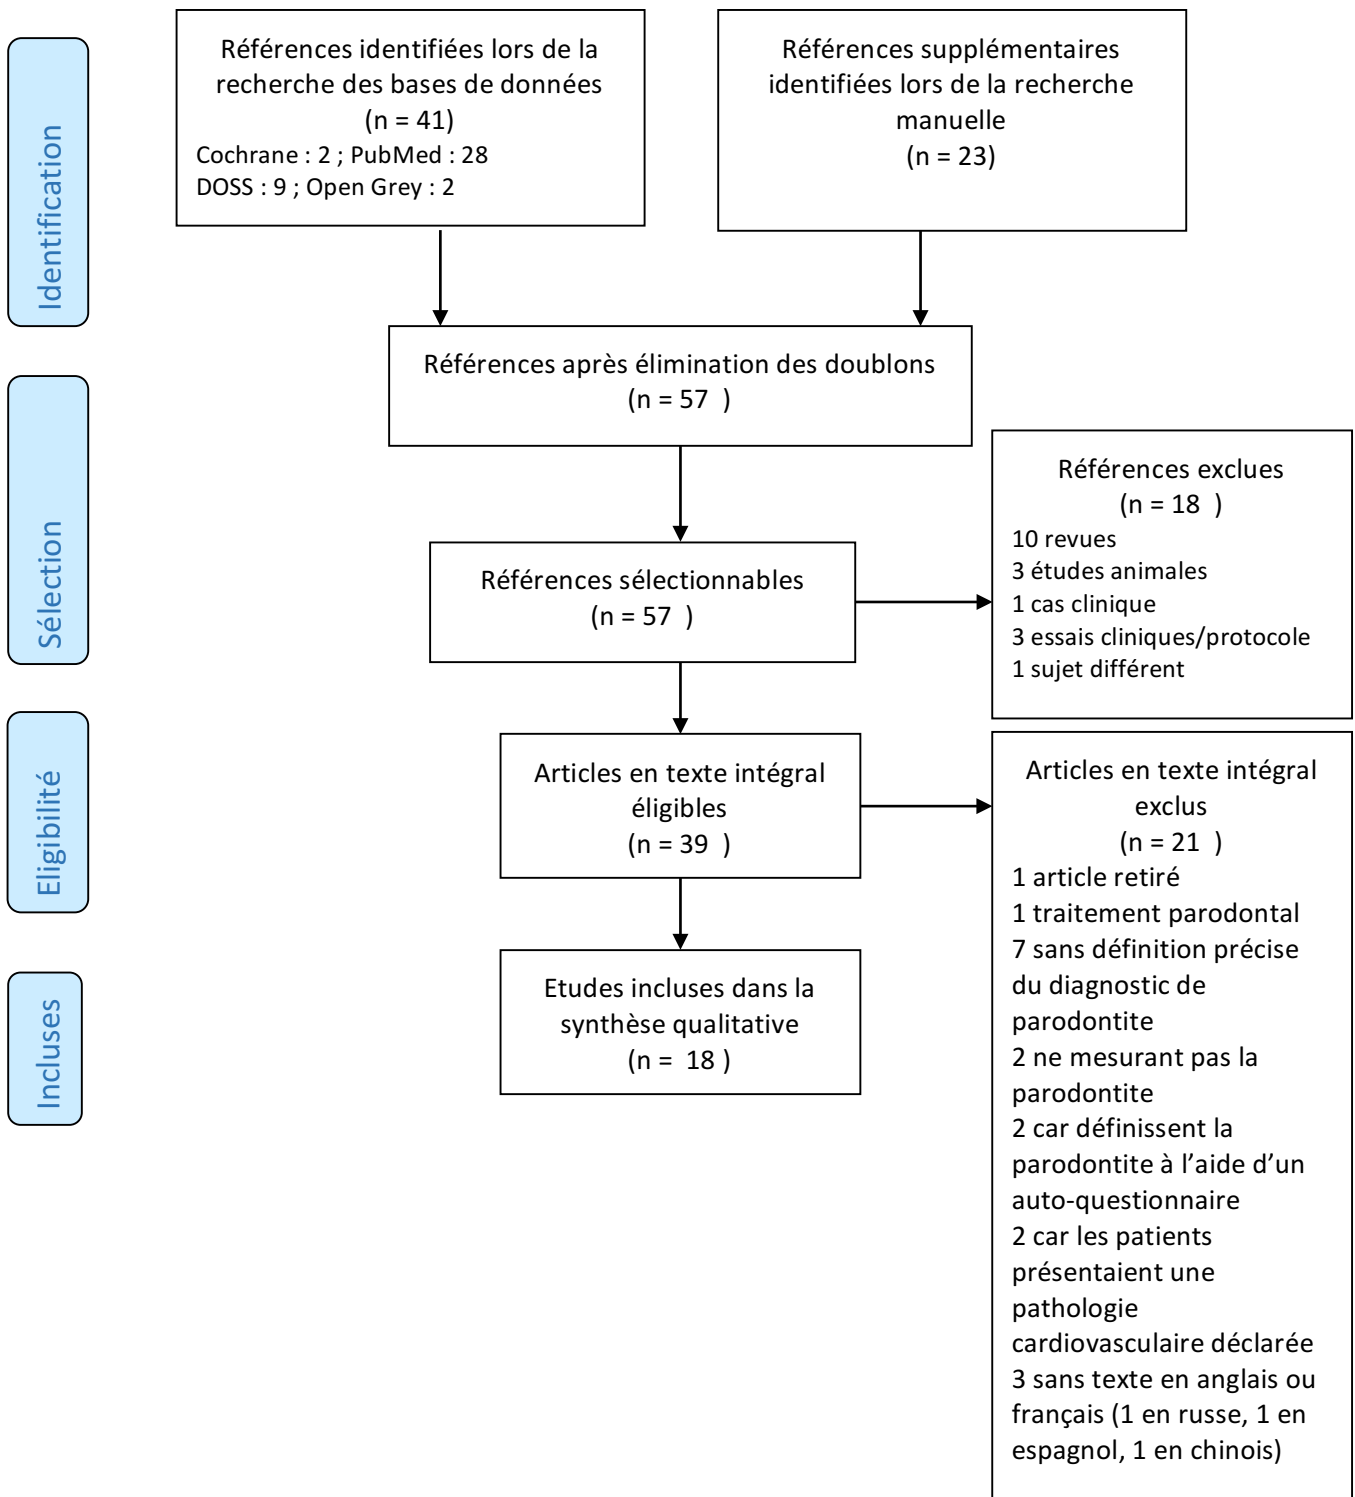 Identification
Références identifiées lors de la
recherche des bases de données
(n = 41)
Cochrane : 2 ; PubMed : 28
DOSS : 9 ; Open Grey : 2
Références supplémentaires
identifiées lors de la recherche
manuelle
(n = 23)
Références après élimination des doublons
(n = 57  )
Sélection
Références sélectionnables
(n = 57  )
Références exclues
(n = 18  )
10 revues
3 études animales
1 cas clinique
3 essais cliniques/protocole
1 sujet différent
Eligibilité
Articles en texte intégral
éligibles
(n = 39  )
Articles en texte intégral
exclus
(n = 21  )
1 article retiré
1 traitement parodontal
7 sans définition précise
du diagnostic de
parodontite
2 ne mesurant pas la
parodontite
2 car définissent la
parodontite à l’aide d’un
auto-questionnaire
2 car les patients
présentaient une
pathologie
cardiovasculaire déclarée
3 sans texte en anglais ou
français (1 en russe, 1 en
espagnol, 1 en chinois)
Incluses
Etudes incluses dans la
synthèse qualitative
(n =  18 )